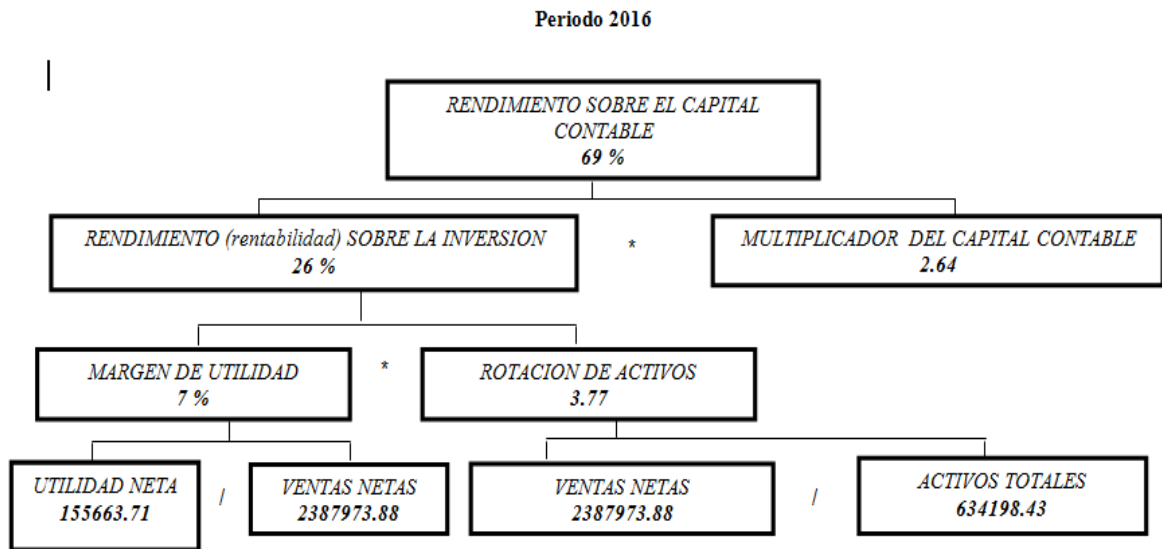 Periodo 2016
RENDIMIENTO SOBRE EL CAPITAL
CONTABLE
69 %
RENDIMIENTO (rentabilidad) SOBRE LA INVERSION
26 %
*
MULTIPLICADOR DEL CAPITAL CONTABLE
2.64
MARGEN DE UTILIDAD
7 %
*
ROTACION DE ACTIVOS
3.77
UTILIDAD NETA
155663.71
/
VENTAS NETAS
2387973.88
VENTAS NETAS
2387973.88
/
ACTIVOS TOTALES
634198.43